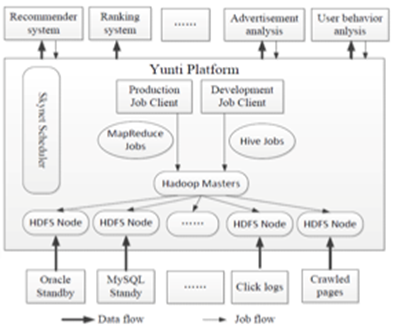 Recommender
system
Ranking
system
……
Advertisement
analysis
User behavior
anlysis
Yunti Platform
Skynet Scheduler
Production
Job Client
Development
Job Client
MapReduce
Jobs
Hive Jobs
Hadoop Masters
HDFS Node
HDFS Node
……
HDFS Node
HDFS Node
Oracle
Standby
MySQL
Standy
……
Click logs
Crawled
pages
Data flow
Job flow